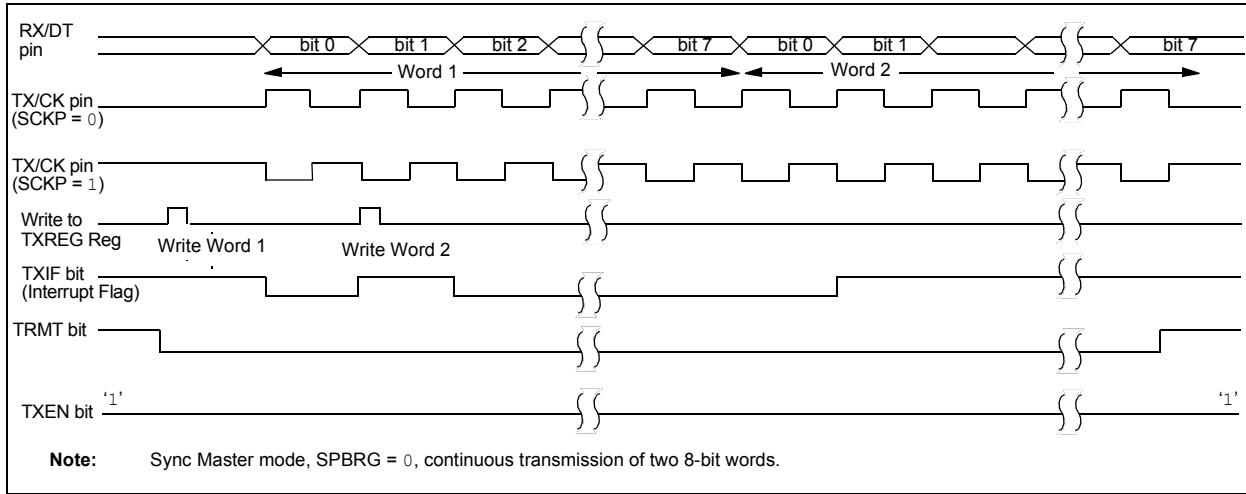 RX/DT
pin
bit 0 bit 1 bit 2 bit 7 bit 0 bit 1 bit 7
Word 1 Word 2
TX/CK pin
(SCKP = 0)
TX/CK pin
(SCKP = 1)
Write to
TXREG Reg
Write Word 1 Write Word 2
TXIF bit
(Interrupt Flag)
TRMT bit
TXEN bit ‘1’ ‘1’
Note: Sync Master mode, SPBRG = 0, continuous transmission of two 8-bit words.